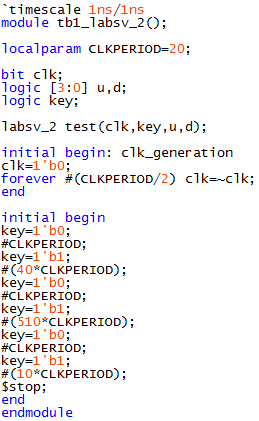 `timescale 1ns/1ns
module tb1_labsv_2();
localparam CLKPERIOD=20;
bit clk;
logic [3:0] u,d;
logic key;
labsv_2 test(clk,key,u,d);
initial begin: clk_generation
clk=1'b0;
forever #(CLKPERIOD/2) clk=~clk;
end
initial begin
key=1'b0;
#CLKPERIOD;
key=1'b1;
#(40*CLKPERIOD);
key=1'b0;
#CLKPERIOD;
key=1'b1;
#(510*CLKPERIOD);
key=1'b0;
#CLKPERIOD;
key=1'b1;
#(10*CLKPERIOD);
$stop;
end
endmodule